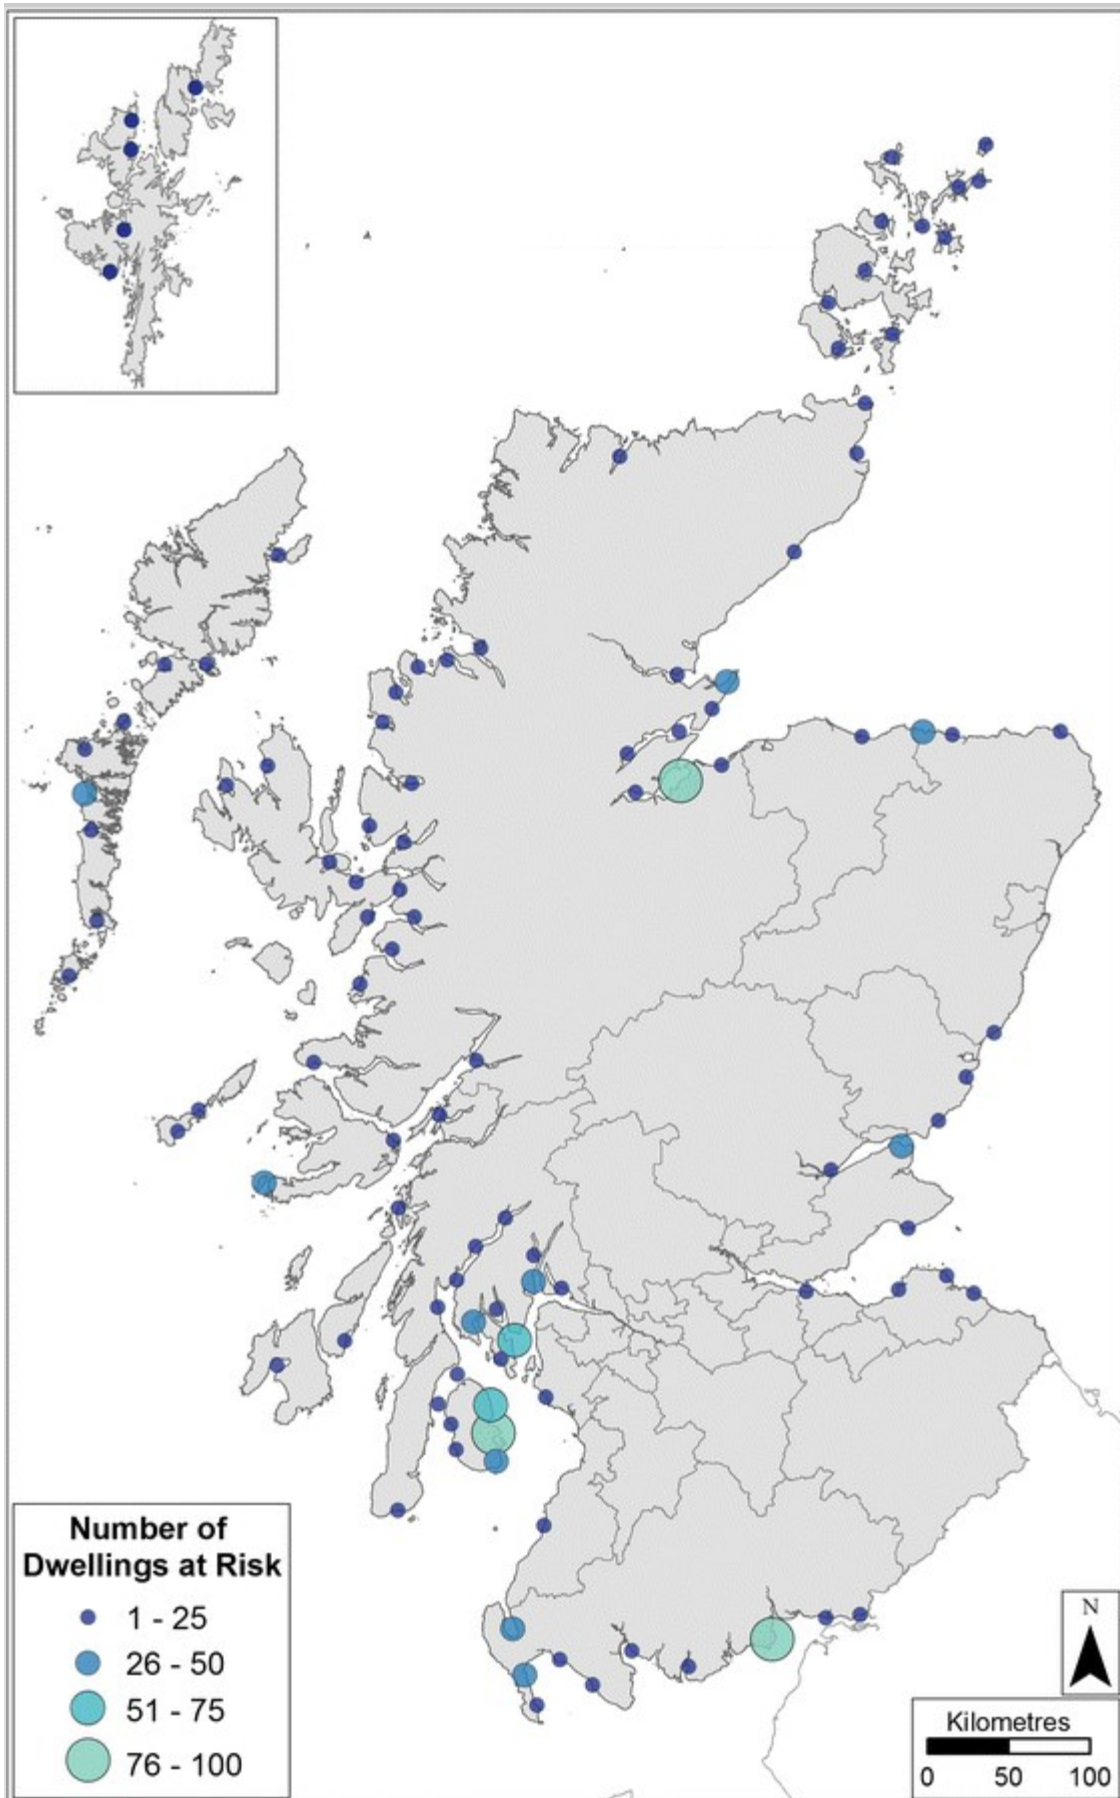 Number of
Dwellings at Risk
1 - 25
26 - 50
51 - 75
76 - 100
N
Kilometres
0 50 100